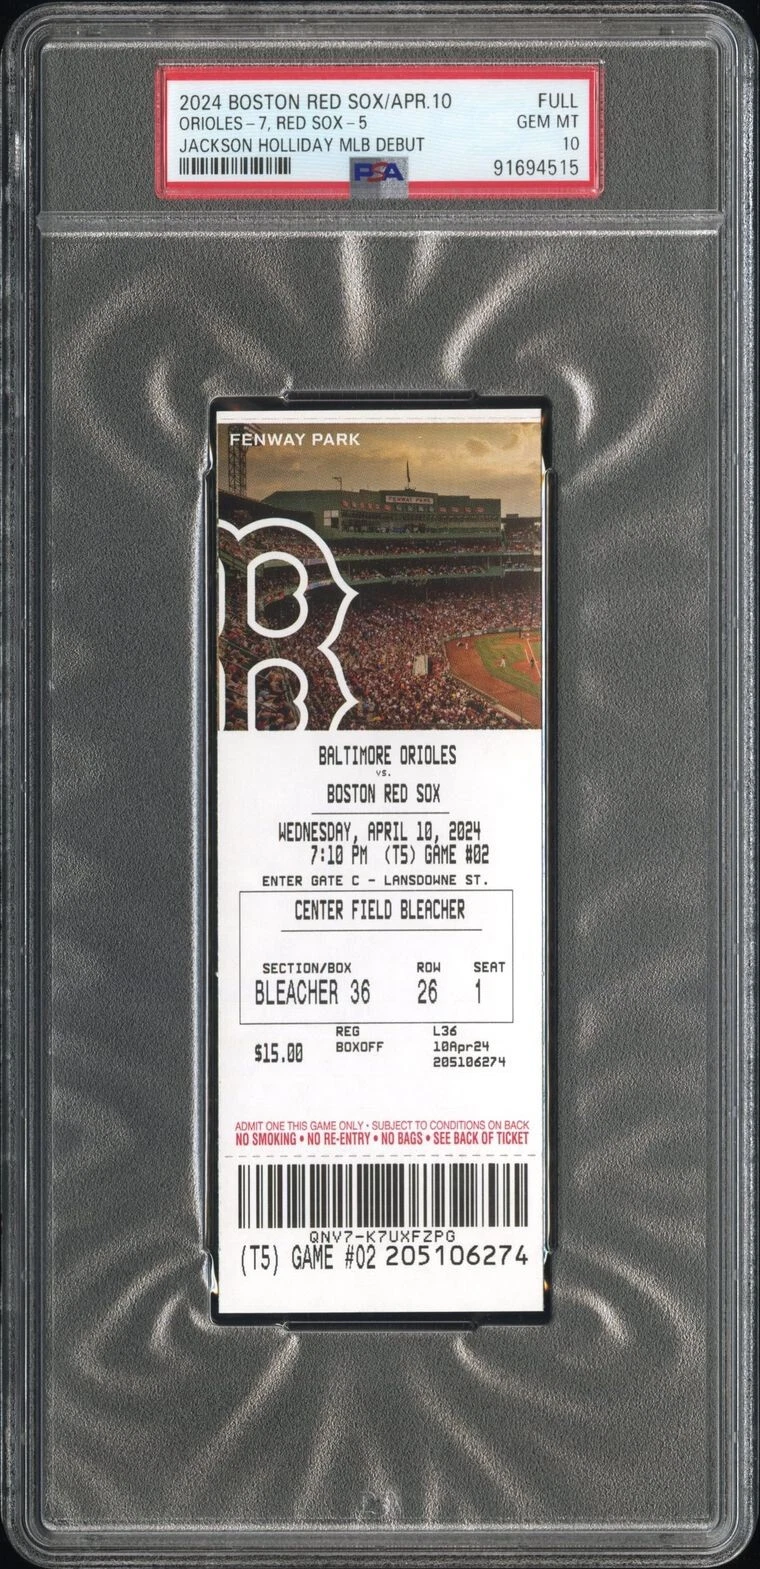 2024 BOSTON RED SOX/APR.10 FULL
ORIOLES-7, RED SOX-5 GEM MT
JACKSON HOLLIDAY MLB DEBUT 10
PSA 91694515
FENWAY PARK
FENWAY PARK
B
BALTIMORE ORIOLES
VS.
BOSTON RED SOX
WEDNESDAY, APRIL 10, 2024
7:10 PM (T5) GAME #02
ENTER GATE C - LANSDOWNE ST.
CENTER FIELD BLEACHER
SECTION/BOX ROW SEAT
BLEACHER 36 26 1
REG L36
$15.00 BOXOFF 10Apr24
205106274
ADMIT ONE THIS GAME ONLY • SUBJECT TO CONDITIONS ON BACK
NO SMOKING • NO RE-ENTRY • NO BAGS • SEE BACK OF TICKET
QNV7-K7UXFZPG
(T5) GAME #02 205106274